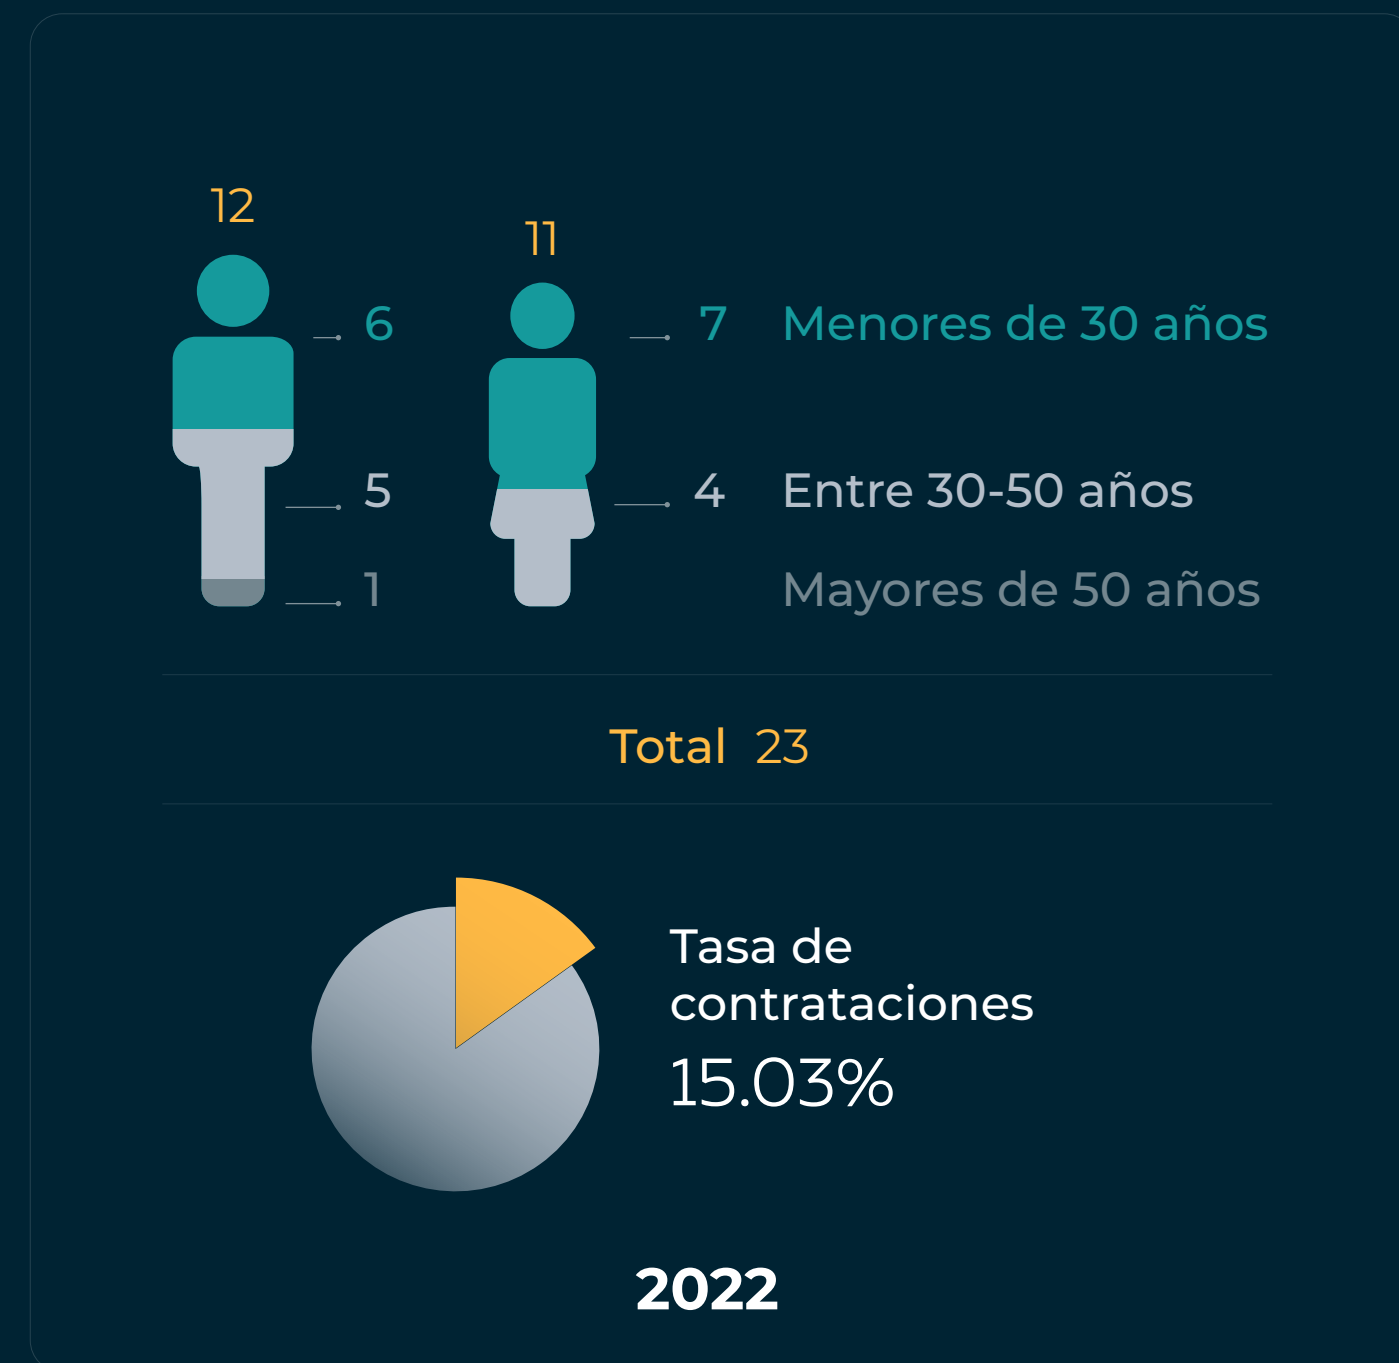 12
11
6 7 Menores de 30 años
5 4 Entre 30-50 años
1 Mayores de 50 años
Total 23
Tasa de
contrataciones
15.03%
2022